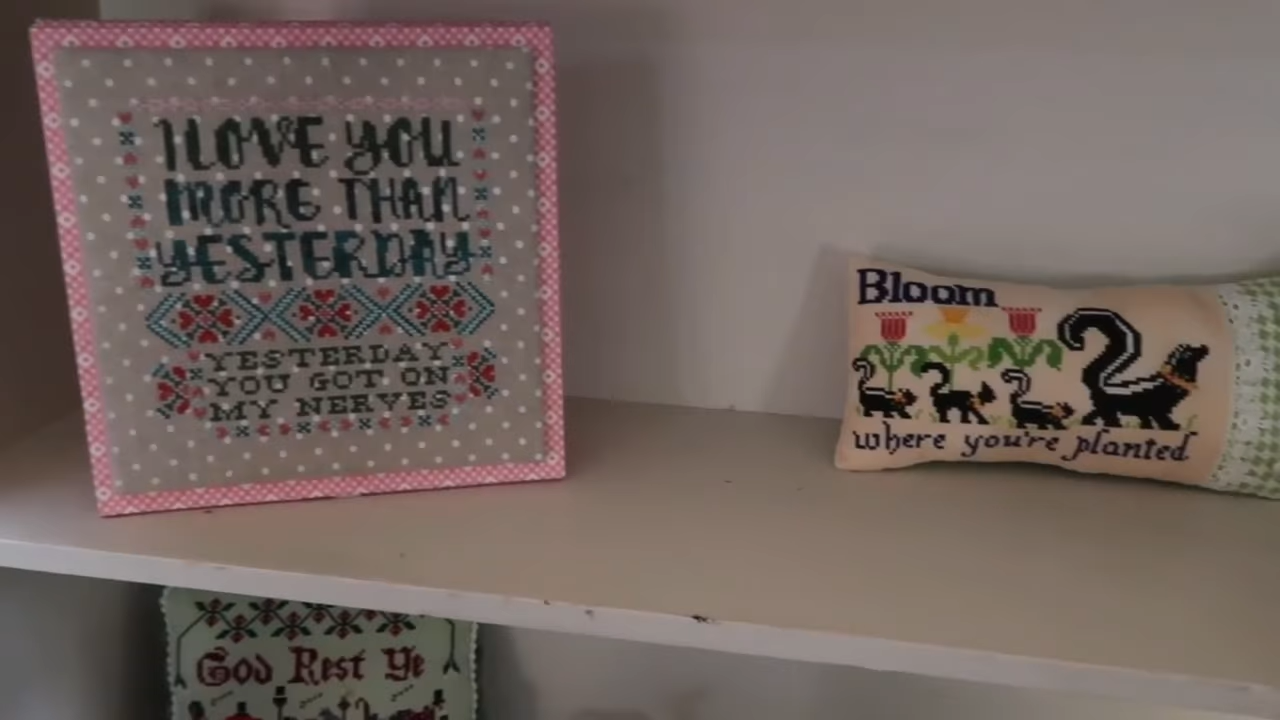 I LOVE YOU
MORE THAN
YESTERDAY
YESTERDAY
YOU GOT ON
MY NERVES
Bloom
where you're planted
God Rest Ye